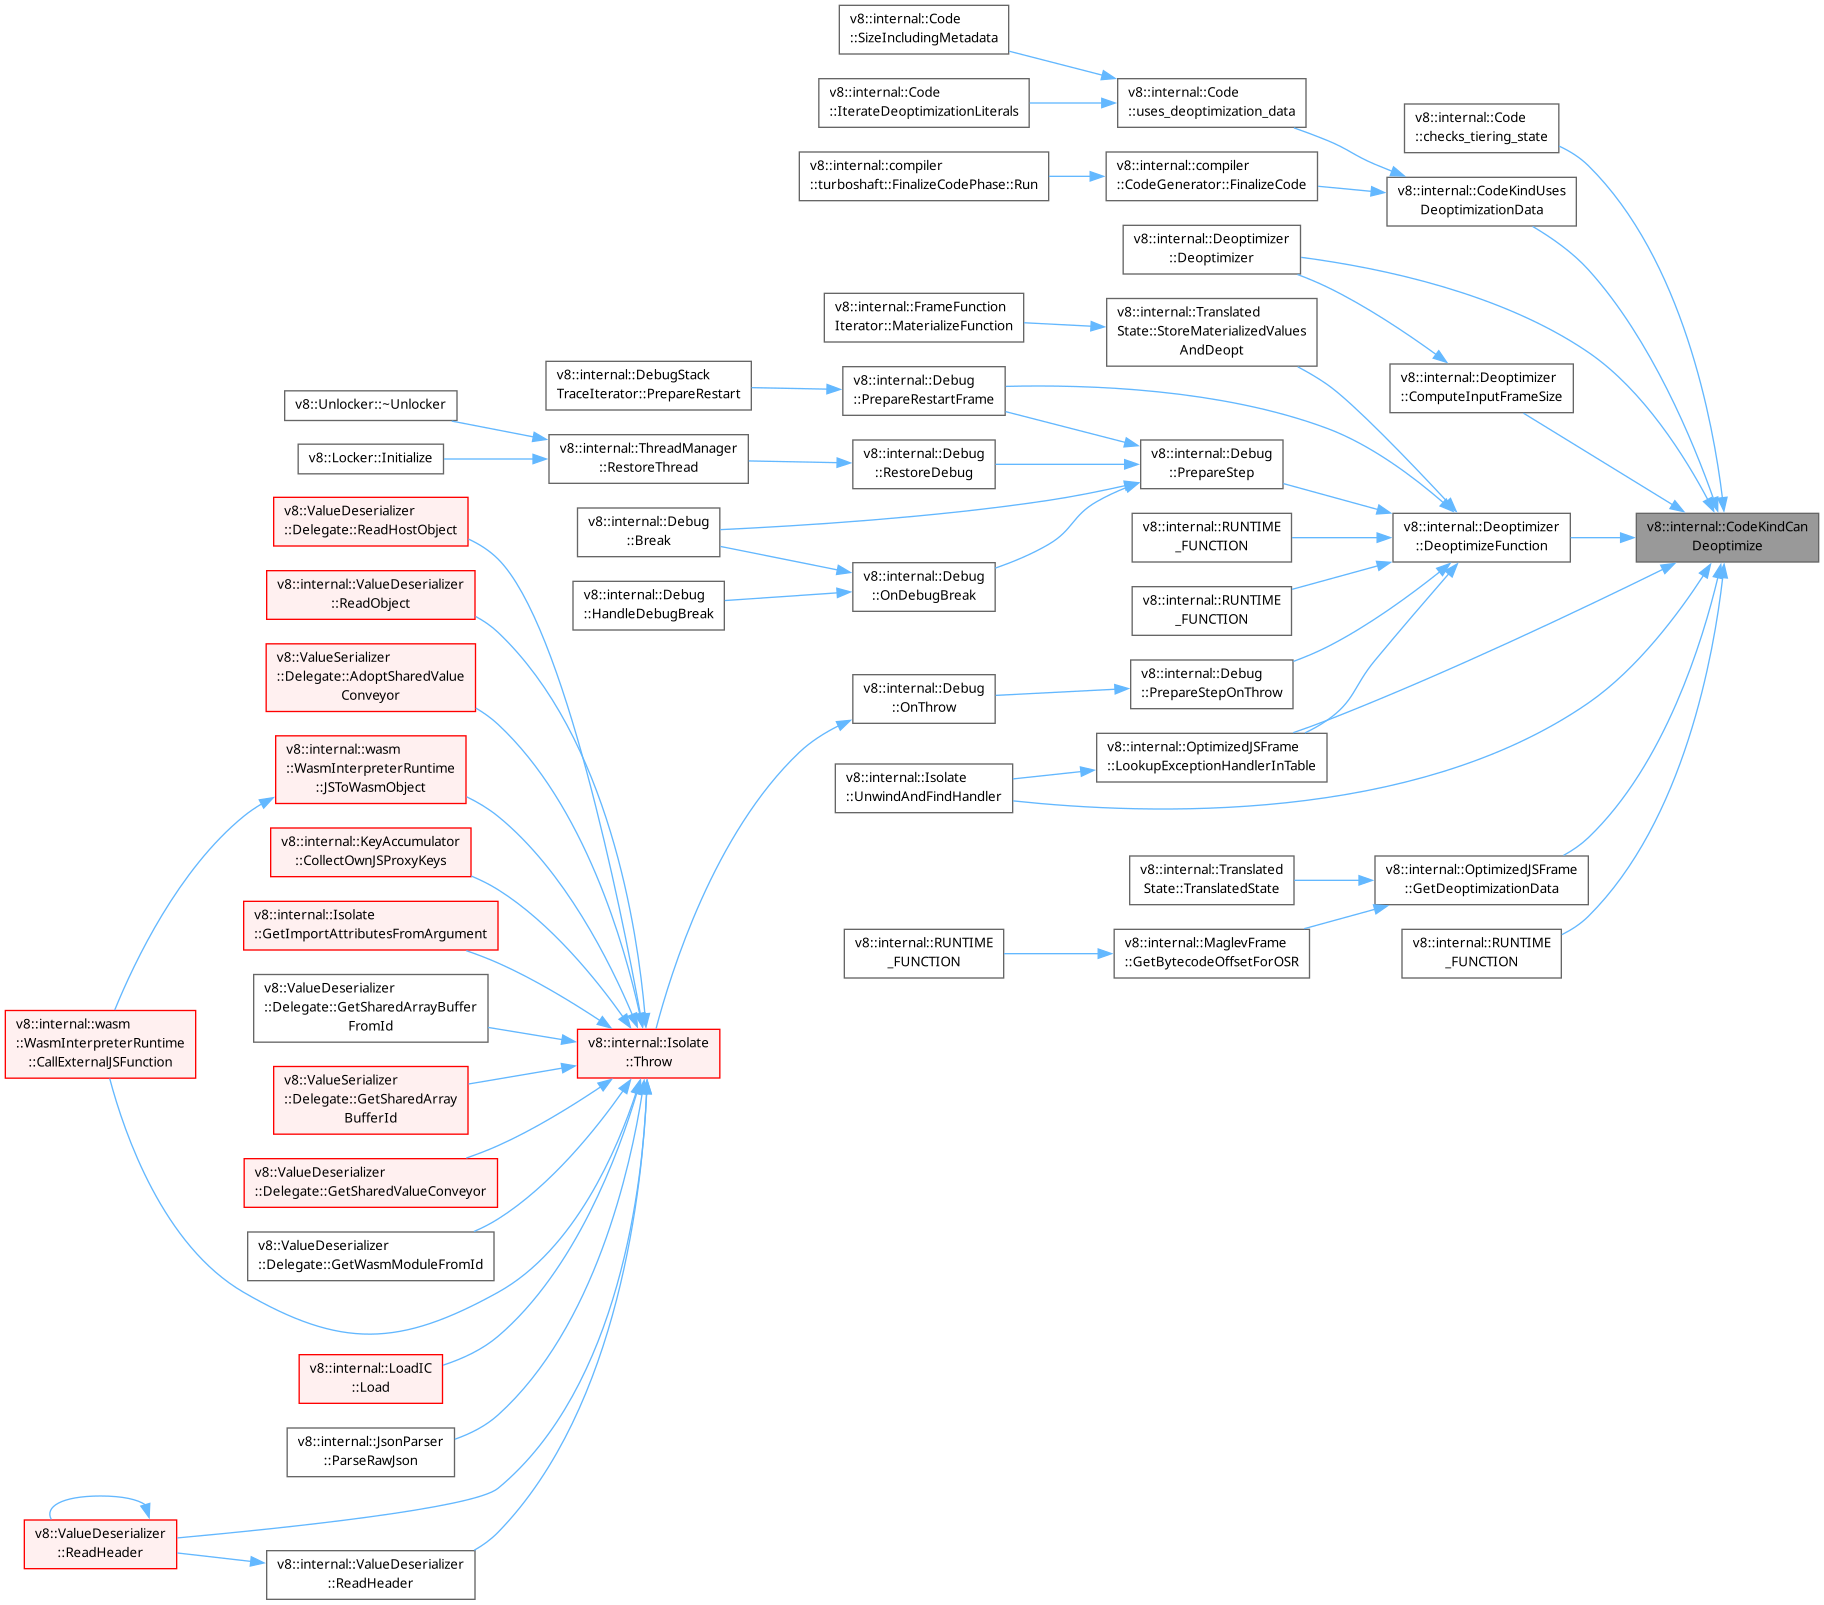 v8::internal::Code
::SizeIncludingMetadata
v8::internal::Code
::IterateDeoptimizationLiterals
v8::internal::Code
::uses_deoptimization_data
v8::internal::Code
::checks_tiering_state
v8::internal::compiler
::turboshaft::FinalizeCodePhase::Run
v8::internal::compiler
::CodeGenerator::FinalizeCode
v8::internal::CodeKindUses
DeoptimizationData
v8::internal::Deoptimizer
::Deoptimizer
v8::internal::FrameFunction
Iterator::MaterializeFunction
v8::internal::Translated
State::StoreMaterializedValues
AndDeopt
v8::internal::DebugStack
TraceIterator::PrepareRestart
v8::internal::Debug
::PrepareRestartFrame
v8::internal::Deoptimizer
::ComputeInputFrameSize
v8::Unlocker::~Unlocker
v8::Locker::Initialize
v8::internal::ThreadManager
::RestoreThread
v8::internal::Debug
::RestoreDebug
v8::internal::Debug
::PrepareStep
v8::ValueDeserializer
::Delegate::ReadHostObject
v8::internal::Debug
::Break
v8::internal::RUNTIME
_FUNCTION
v8::internal::Deoptimizer
::DeoptimizeFunction
v8::internal::CodeKindCan
Deoptimize
v8::internal::ValueDeserializer
::ReadObject
v8::internal::Debug
::HandleDebugBreak
v8::internal::Debug
::OnDebugBreak
v8::internal::RUNTIME
_FUNCTION
v8::ValueSerializer
::Delegate::AdoptSharedValue
Conveyor
v8::internal::Debug
::OnThrow
v8::internal::Debug
::PrepareStepOnThrow
v8::internal::wasm
::WasmInterpreterRuntime
::JSToWasmObject
v8::internal::Isolate
::UnwindAndFindHandler
v8::internal::OptimizedJSFrame
::LookupExceptionHandlerInTable
v8::internal::KeyAccumulator
::CollectOwnJSProxyKeys
v8::internal::Translated
State::TranslatedState
v8::internal::OptimizedJSFrame
::GetDeoptimizationData
v8::internal::Isolate
::GetImportAttributesFromArgument
v8::internal::RUNTIME
_FUNCTION
v8::internal::MaglevFrame
::GetBytecodeOffsetForOSR
v8::internal::RUNTIME
_FUNCTION
v8::ValueDeserializer
::Delegate::GetSharedArrayBuffer
FromId
v8::internal::wasm
::WasmInterpreterRuntime
::CallExternalJSFunction
v8::internal::Isolate
::Throw
v8::ValueSerializer
::Delegate::GetSharedArray
BufferId
v8::ValueDeserializer
::Delegate::GetSharedValueConveyor
v8::ValueDeserializer
::Delegate::GetWasmModuleFromId
v8::internal::LoadIC
::Load
v8::internal::JsonParser
::ParseRawJson
v8::ValueDeserializer
::ReadHeader
v8::internal::ValueDeserializer
::ReadHeader